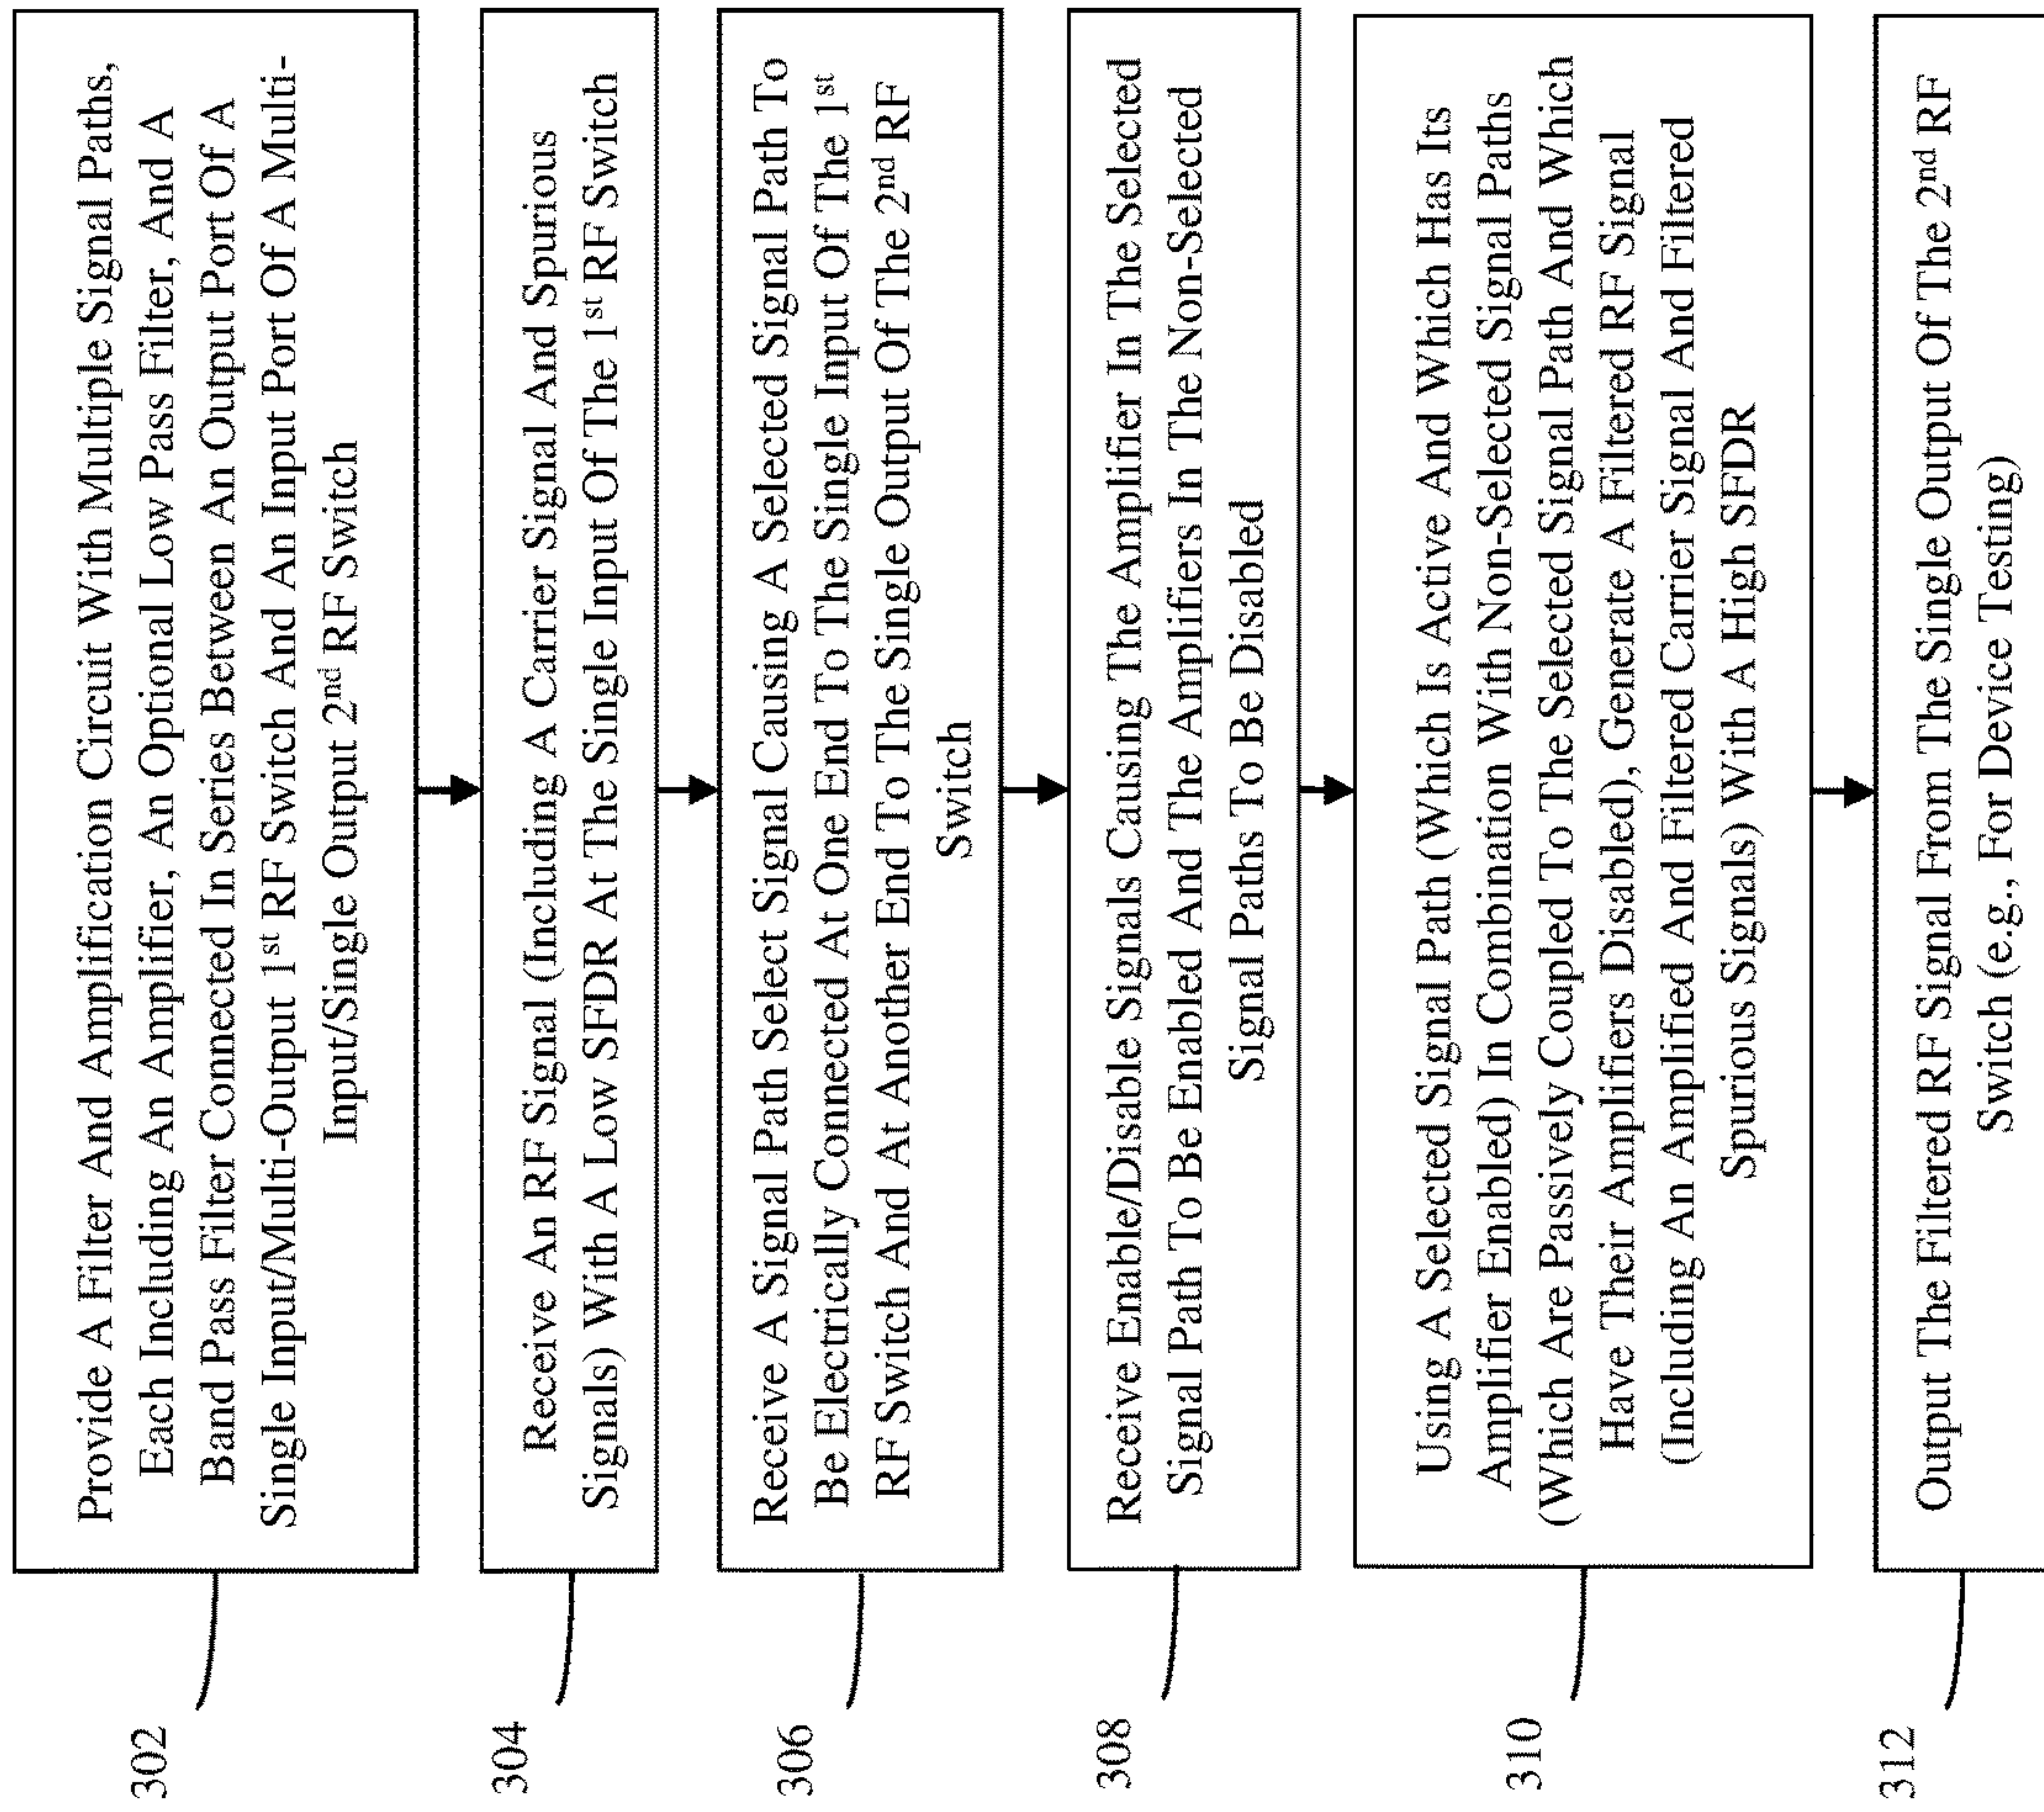 302
Provide A Filter And Amplification Circuit With Multiple Signal Paths,
Each Including An Amplifier, An Optional Low Pass Filter, And A
Band Pass Filter Connected In Series Between An Output Port Of A
Single Input/Multi-Output 1st RF Switch And An Input Port Of A Multi-
Input/Single Output 2nd RF Switch
304
Receive An RF Signal (Including A Carrier Signal And Spurious
Signals) With A Low SFDR At The Single Input Of The 1st RF Switch
306
Receive A Signal Path Select Signal Causing A Selected Signal Path To
Be Electrically Connected At One End To The Single Input Of The 1st
RF Switch And At Another End To The Single Output Of The 2nd RF
Switch
308
Receive Enable/Disable Signals Causing The Amplifier In The Selected
Signal Path To Be Enabled And The Amplifiers In The Non-Selected
Signal Paths To Be Disabled
310
Using A Selected Signal Path (Which Is Active And Which Has Its
Amplifier Enabled) In Combination With Non-Selected Signal Paths
(Which Are Passively Coupled To The Selected Signal Path And Which
Have Their Amplifiers Disabled), Generate A Filtered RF Signal
(Including An Amplified And Filtered Carrier Signal And Filtered
Spurious Signals) With A High SFDR
312
Output The Filtered RF Signal From The Single Output Of The 2nd RF
Switch (e.g., For Device Testing)